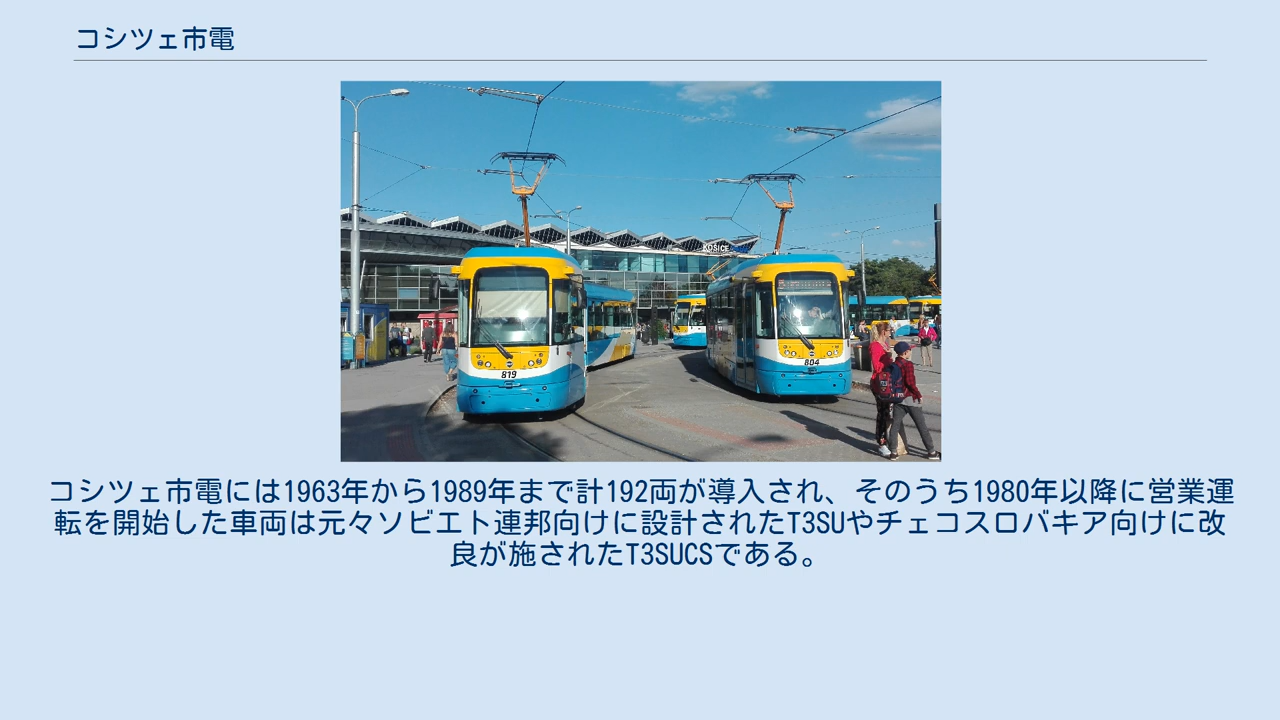 コシツェ市電
KOSICE
819
804
コシツェ市電には1963年から1989年まで計192両が導入され、そのうち1980年以降に営業運
転を開始した車両は元々ソビエト連邦向けに設計されたT3SUやチェコスロバキア向けに改
良が施されたT3SUCSである。